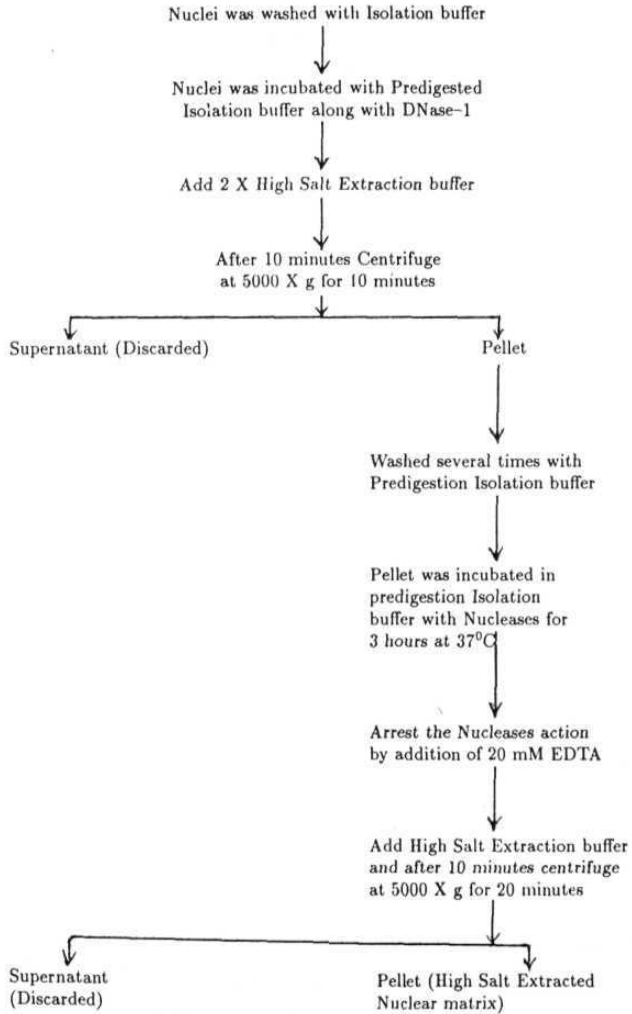 Nuclei was washed with Isolation buffer
Nuclei was incubated with Predigested
Isolation buffer along with DNase-1
Add 2 X High Salt Extraction buffer
After 10 minutes Centrifuge
at 5000 X g for 10 minutes
Supernatant (Discarded)
Pellet
Washed several times with
Predigestion Isolation buffer
Pellet was incubated in
predigestion Isolation
buffer with Nucleases for
3 hours at 37⁰C
Arrest the Nucleases action
by addition of 20 mM EDTA
Add High Salt Extraction buffer
and after 10 minutes centrifuge
at 5000 X g for 20 minutes
Supernatant
(Discarded)
Pellet (High Salt Extracted
Nuclear matrix)